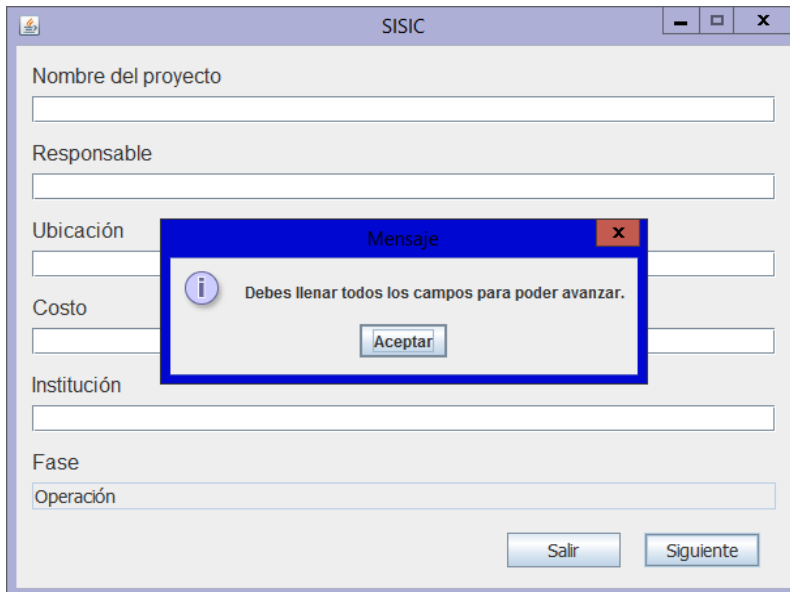 SISIC
Nombre del proyecto
Responsable
Ubicación
Mensaje
Debes llenar todos los campos para poder avanzar.
Aceptar
Costo
Institución
Fase
Operación
Salir
Siguiente